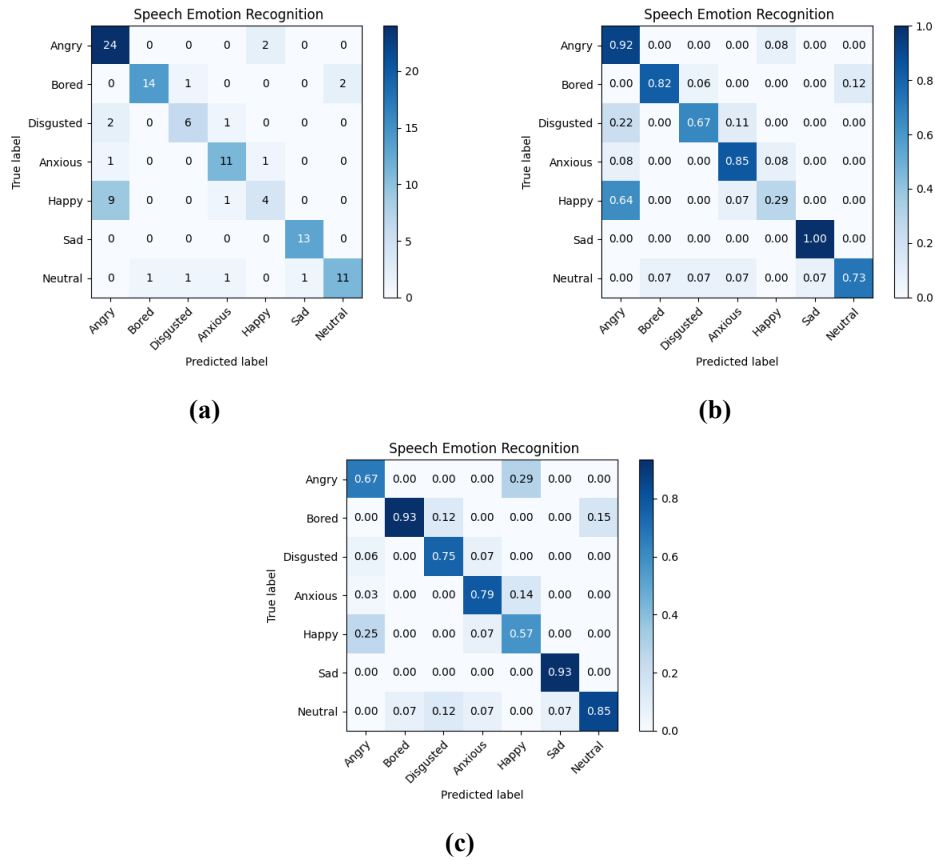 Speech Emotion Recognition
Angry 24 0 0 0 2 0 0
Bored 0 14 1 0 0 0 2
Disgusted 2 0 6 1 0 0 0
Anxious 1 0 0 11 1 0 0
Happy 9 0 0 1 4 0 0
Sad 0 0 0 0 0 13 0
Neutral 0 1 1 1 0 1 11
True label
Angry Bored Disgusted Anxious Happy Sad Neutral
Predicted label
20
15
10
5
0
(a)
Speech Emotion Recognition
Angry 0.92 0.00 0.00 0.00 0.08 0.00 0.00
Bored 0.00 0.82 0.06 0.00 0.00 0.00 0.12
Disgusted 0.22 0.00 0.67 0.11 0.00 0.00 0.00
Anxious 0.08 0.00 0.00 0.85 0.08 0.00 0.00
Happy 0.64 0.00 0.00 0.07 0.29 0.00 0.00
Sad 0.00 0.00 0.00 0.00 0.00 1.00 0.00
Neutral 0.00 0.07 0.07 0.07 0.00 0.07 0.73
True label
Angry Bored Disgusted Anxious Happy Sad Neutral
Predicted label
1.0
0.8
0.6
0.4
0.2
0.0
(b)
Speech Emotion Recognition
Angry 0.67 0.00 0.00 0.00 0.29 0.00 0.00
Bored 0.00 0.93 0.12 0.00 0.00 0.00 0.15
Disgusted 0.06 0.00 0.75 0.07 0.00 0.00 0.00
Anxious 0.03 0.00 0.00 0.79 0.14 0.00 0.00
Happy 0.25 0.00 0.00 0.07 0.57 0.00 0.00
Sad 0.00 0.00 0.00 0.00 0.00 0.93 0.00
Neutral 0.00 0.07 0.12 0.07 0.00 0.07 0.85
True label
Angry Bored Disgusted Anxious Happy Sad Neutral
Predicted label
0.8
0.6
0.4
0.2
0.0
(c)